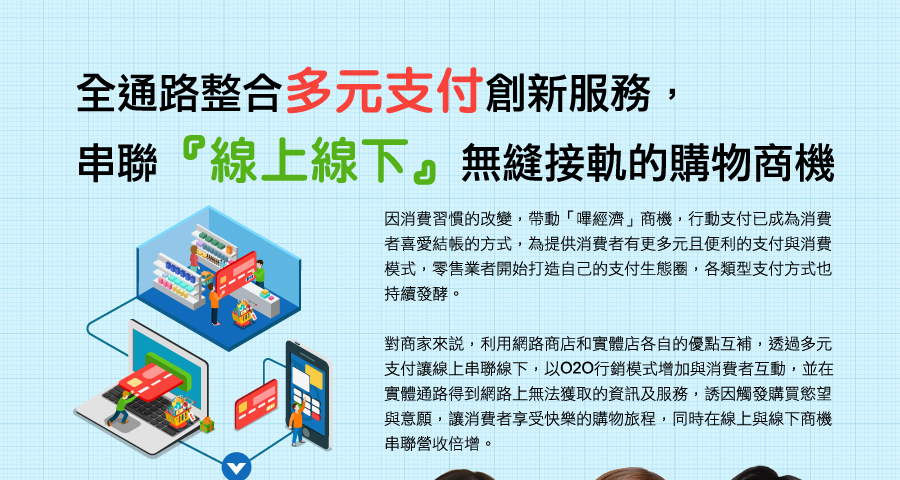 全通路整合多元支付創新服務，
串聯『線上線下』無縫接軌的購物商機
因消費習慣的改變，帶動「嗶經濟」商機，行動支付已成為消費
者喜愛結帳的方式，為提供消費者有更多元且便利的支付與消費
模式，零售業者開始打造自己的支付生態圈，各類型支付方式也
持續發酵。
對商家來説，利用網路商店和實體店各自的優點互補，透過多元
支付讓線上串聯線下，以O2O行銷模式增加與消費者互動，並在
實體通路得到網路上無法獲取的資訊及服務，誘因觸發購買慾望
與意願，讓消費者享受快樂的購物旅程，同時在線上與線下商機
串聯營收倍增。